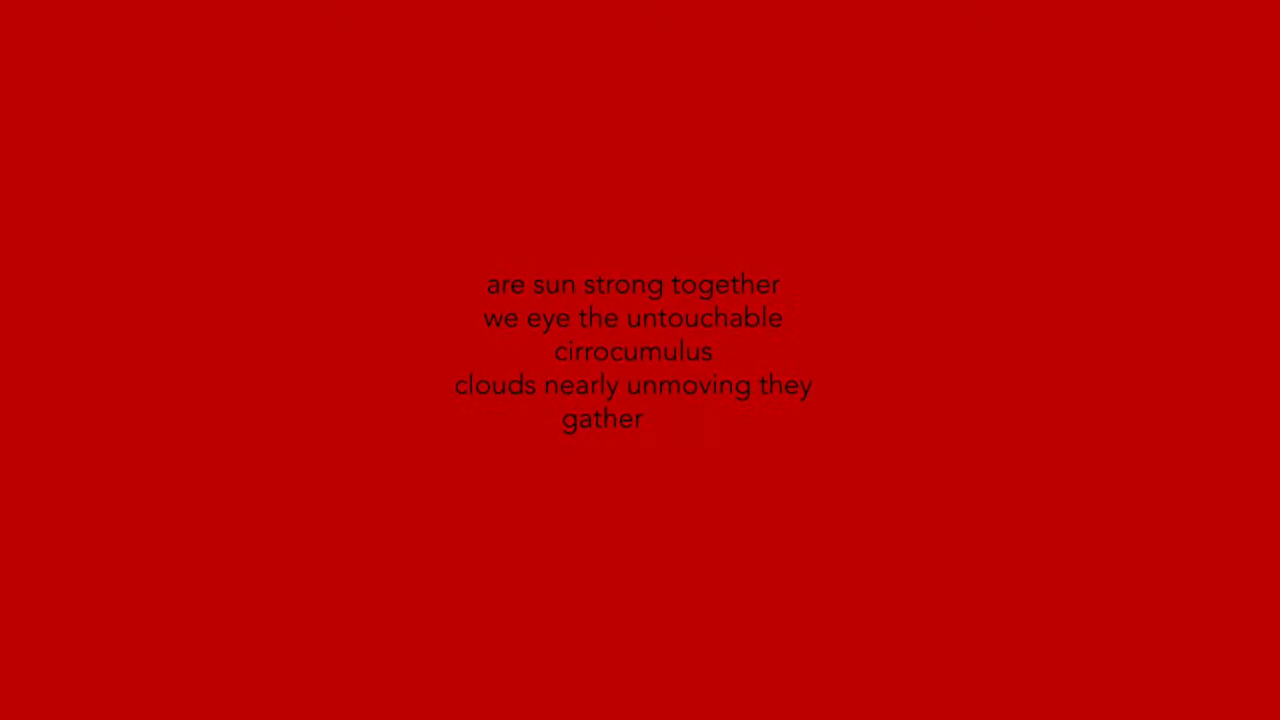 are sun strong together
we eye the untouchable
cirrocumulus
clouds nearly unmoving they
gather